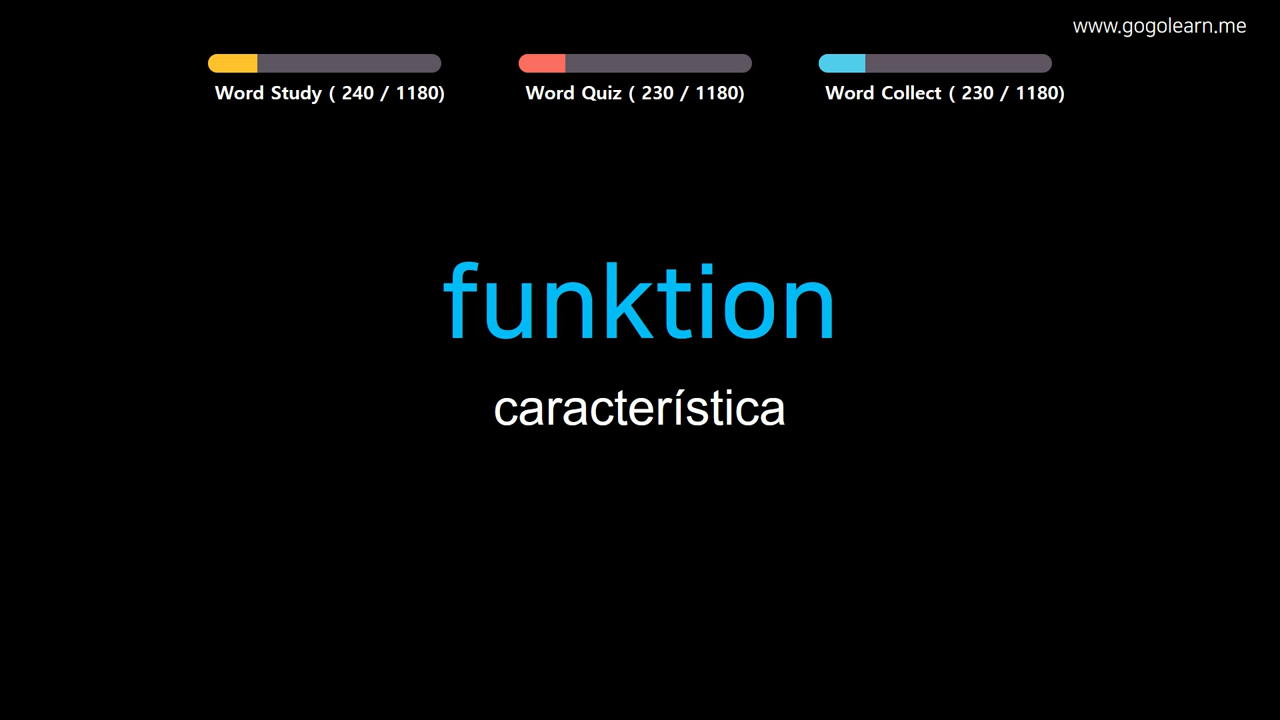 www.gogolearn.me
Word Study ( 240 / 1180)
Word Quiz ( 230 / 1180)
Word Collect ( 230 / 1180)
funktion
característica